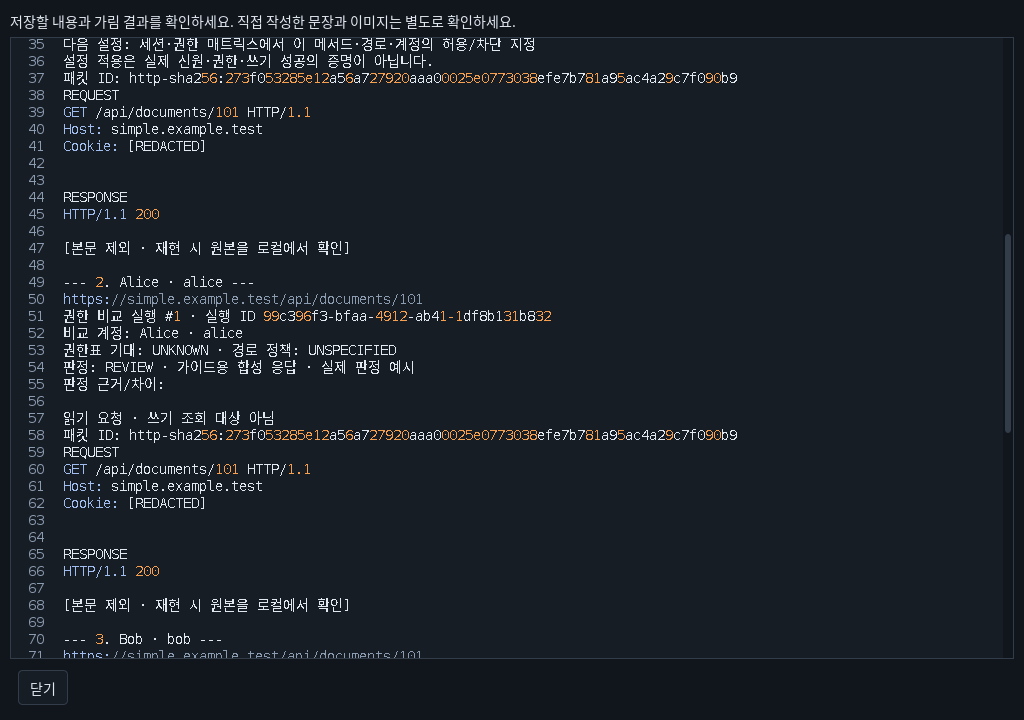 저장할 내용과 가림 결과를 확인하세요. 직접 작성한 문장과 이미지는 별도로 확인하세요.
35 다음 설정: 세션·권한 매트릭스에서 이 메서드·경로·계정의 허용/차단 지정
36 설정 적용은 실제 신원·권한·쓰기 성공의 증명이 아닙니다.
37 패킷 ID: http-sha256:273f053285e12a56a727920aaa00025e0773038efe7b781a95ac4a29c7f090b9
38 REQUEST
39 GET /api/documents/101 HTTP/1.1
40 Host: simple.example.test
41 Cookie: [REDACTED]
42
43
44 RESPONSE
45 HTTP/1.1 200
46
47 [본문 제외 · 재현 시 원본을 로컬에서 확인]
48
49 --- 2. Alice · alice ---
50 https://simple.example.test/api/documents/101
51 권한 비교 실행 #1 · 실행 ID 99c396f3-bfaa-4912-ab41-1df8b131b832
52 비교 계정: Alice · alice
53 권한표 기대: UNKNOWN · 경로 정책: UNSPECIFIED
54 판정: REVIEW · 가이드용 합성 응답 · 실제 판정 예시
55 판정 근거/차이:
56
57 읽기 요청 · 쓰기 조회 대상 아님
58 패킷 ID: http-sha256:273f053285e12a56a727920aaa00025e0773038efe7b781a95ac4a29c7f090b9
59 REQUEST
60 GET /api/documents/101 HTTP/1.1
61 Host: simple.example.test
62 Cookie: [REDACTED]
63
64
65 RESPONSE
66 HTTP/1.1 200
67
68 [본문 제외 · 재현 시 원본을 로컬에서 확인]
69
70 --- 3. Bob · bob ---
71 https://simple.example.test/api/documents/101
닫기